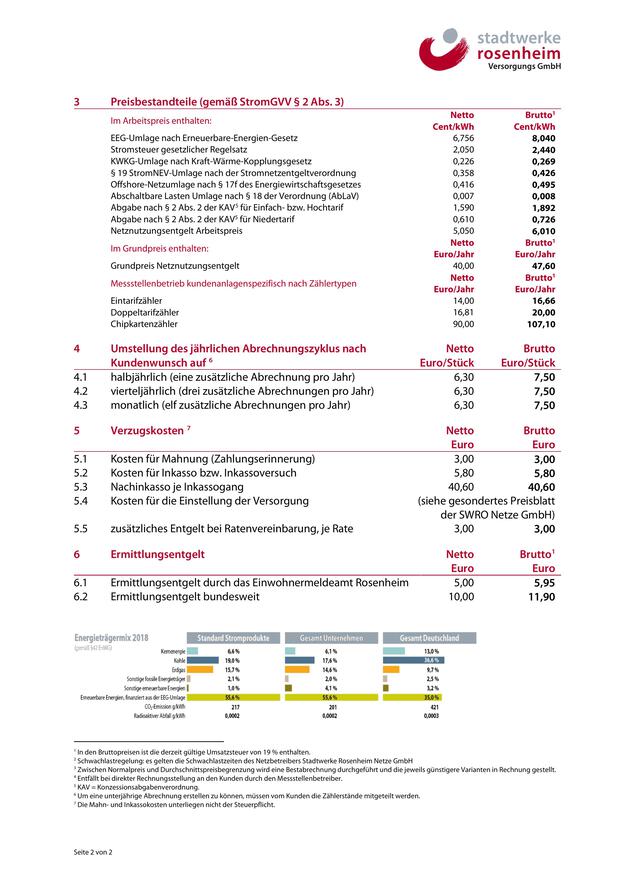 stadtwerke
rosenheim
Versorgungs GmbH
3 Preisbestandteile (gemäß StromGVV § 2 Abs. 3)
Im Arbeitspreis enthalten: Netto Cent/kWh Brutto¹ Cent/kWh
EEG-Umlage nach Erneuerbare-Energien-Gesetz 6,756 8,040
Stromsteuer gesetzlicher Regelsatz 2,050 2,440
KWKG-Umlage nach Kraft-Wärme-Kopplungsgesetz 0,226 0,269
§ 19 StromNEV-Umlage nach der Stromnetzentgeltverordnung 0,358 0,426
Offshore-Netzumlage nach § 17f des Energiewirtschaftsgesetzes 0,416 0,495
Abschaltbare Lasten Umlage nach § 18 der Verordnung (AbLaV) 0,007 0,008
Abgabe nach § 2 Abs. 2 der KAV⁵ für Einfach- bzw. Hochtarif 1,590 1,892
Abgabe nach § 2 Abs. 2 der KAV⁵ für Niedertarif 0,610 0,726
Netznutzungsentgelt Arbeitspreis 5,050 6,010
Im Grundpreis enthalten: Netto Euro/Jahr Brutto¹ Euro/Jahr
Grundpreis Netznutzungsentgelt 40,00 47,60
Messstellenbetrieb kundenanlagenspezifisch nach Zählertypen Netto Euro/Jahr Brutto¹ Euro/Jahr
Eintarifzähler 14,00 16,66
Doppeltarifzähler 16,81 20,00
Chipkartenzähler 90,00 107,10
4 Umstellung des jährlichen Abrechnungszyklus nach Netto Brutto
Kundenwunsch auf ⁶ Euro/Stück Euro/Stück
4.1 halbjährlich (eine zusätzliche Abrechnung pro Jahr) 6,30 7,50
4.2 vierteljährlich (drei zusätzliche Abrechnungen pro Jahr) 6,30 7,50
4.3 monatlich (elf zusätzliche Abrechnungen pro Jahr) 6,30 7,50
5 Verzugskosten ⁷ Netto Brutto
Euro Euro
5.1 Kosten für Mahnung (Zahlungserinnerung) 3,00 3,00
5.2 Kosten für Inkasso bzw. Inkassoversuch 5,80 5,80
5.3 Nachinkasso je Inkassogang 40,60 40,60
5.4 Kosten für die Einstellung der Versorgung (siehe gesondertes Preisblatt
der SWRO Netze GmbH)
5.5 zusätzliches Entgelt bei Ratenvereinbarung, je Rate 3,00 3,00
6 Ermittlungsentgelt Netto Brutto¹
Euro Euro
6.1 Ermittlungsentgelt durch das Einwohnermeldeamt Rosenheim 5,00 5,95
6.2 Ermittlungsentgelt bundesweit 10,00 11,90
Energieträgermix 2018 Standard Stromprodukte Gesamt Unternehmen Gesamt Deutschland
(gemäß §42 EnWG)
Kernenergie 6,6 % 6,1 % 13,0 %
Kohle 19,0 % 17,6 % 36,6 %
Erdgas 15,7 % 14,6 % 9,7 %
Sonstige fossile Energieträger 2,1 % 2,0 % 2,5 %
Sonstige erneuerbare Energien 1,0 % 4,1 % 3,2 %
Erneuerbare Energien, finanziert aus der EEG-Umlage 55,6 % 55,6 % 35,0 %
CO₂-Emission g/kWh 217 201 421
Radioaktiver Abfall g/kWh 0,0002 0,0002 0,0003
¹ In den Bruttopreisen ist die derzeit gültige Umsatzsteuer von 19 % enthalten.
² Schwachlastregelung: es gelten die Schwachlastzeiten des Netzbetreibers Stadtwerke Rosenheim Netze GmbH
³ Zwischen Normalpreis und Durchschnittspreisbegrenzung wird eine Bestabrechnung durchgeführt und die jeweils günstigere Varianten in Rechnung gestellt.
⁴ Entfällt bei direkter Rechnungsstellung an den Kunden durch den Messstellenbetreiber.
⁵ KAV = Konzessionsabgabenverordnung.
⁶ Um eine unterjährige Abrechnung erstellen zu können, müssen vom Kunden die Zählerstände mitgeteilt werden.
⁷ Die Mahn- und Inkassokosten unterliegen nicht der Steuerpflicht.
Seite 2 von 2